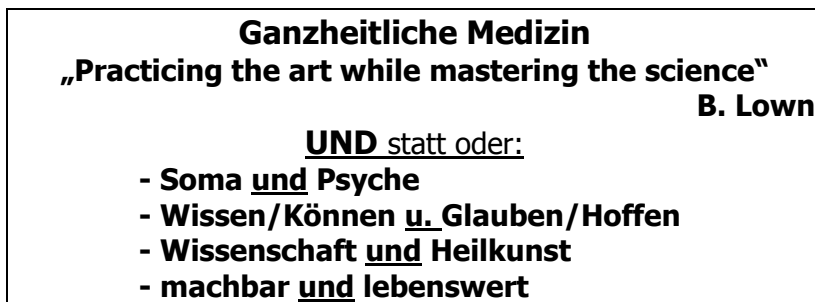 Ganzheitliche Medizin
„Practicing the art while mastering the science“
B. Lown
UND statt oder:
- Soma und Psyche
- Wissen/Können u. Glauben/Hoffen
- Wissenschaft und Heilkunst
- machbar und lebenswert